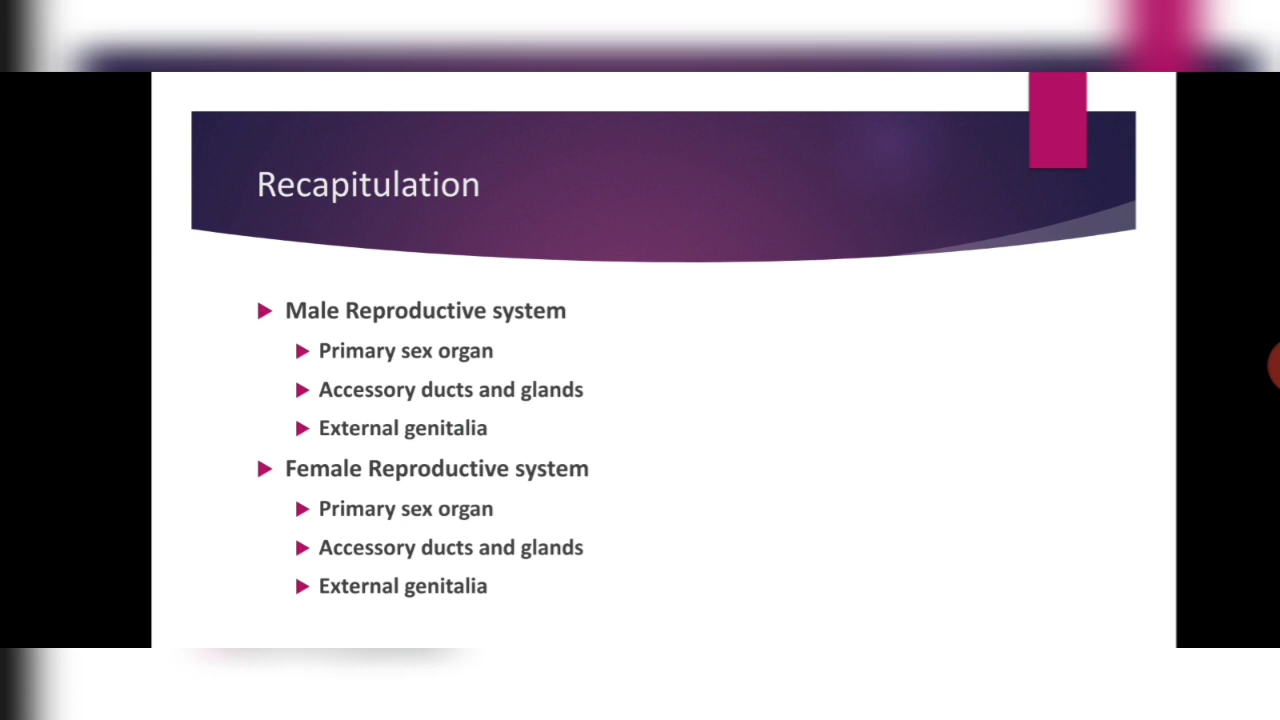 Recapitulation
Male Reproductive system
Primary sex organ
Accessory ducts and glands
External genitalia
Female Reproductive system
Primary sex organ
Accessory ducts and glands
External genitalia